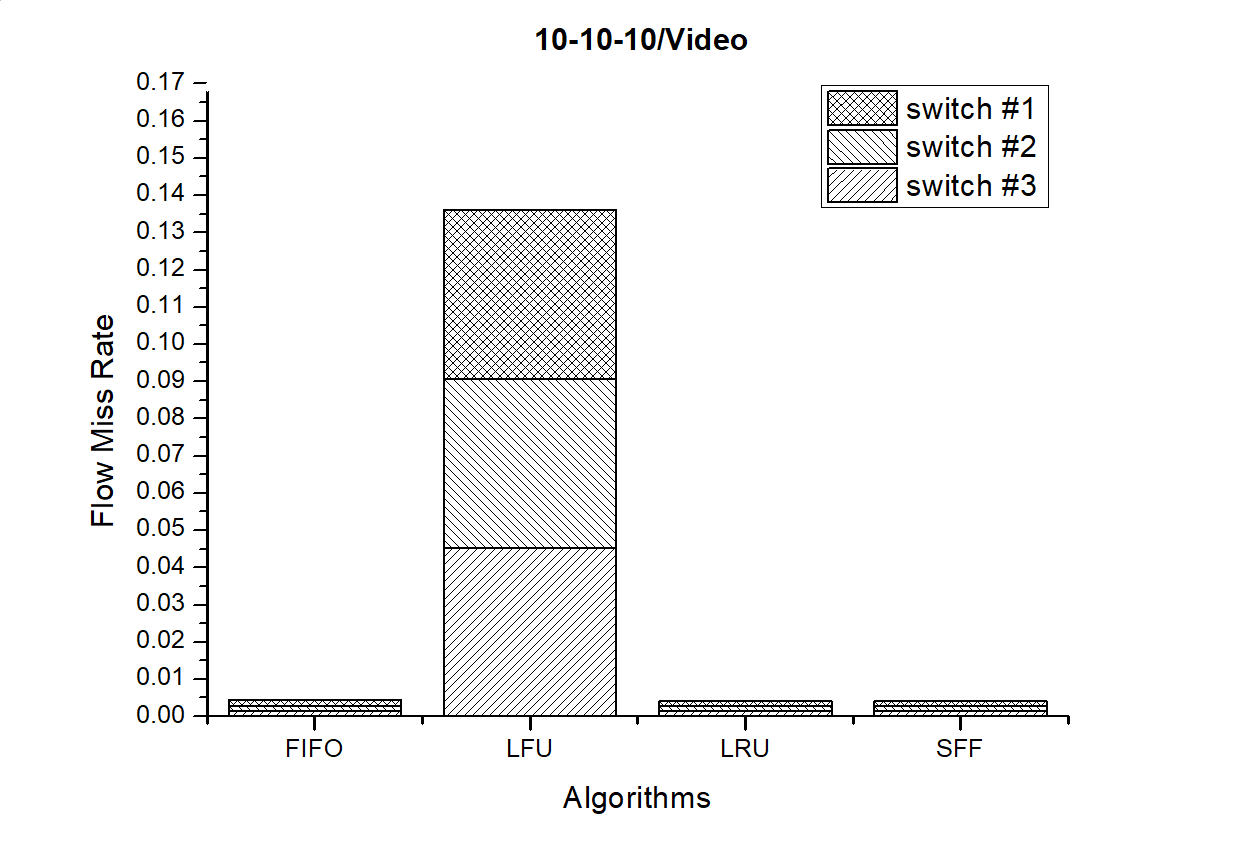 10-10-10/Video
switch #1
switch #2
switch #3
0.17
0.16
0.15
0.14
0.13
0.12
0.11
0.10
0.09
0.08
0.07
0.06
0.05
0.04
0.03
0.02
0.01
0.00
Flow Miss Rate
FIFO LFU LRU SFF
Algorithms